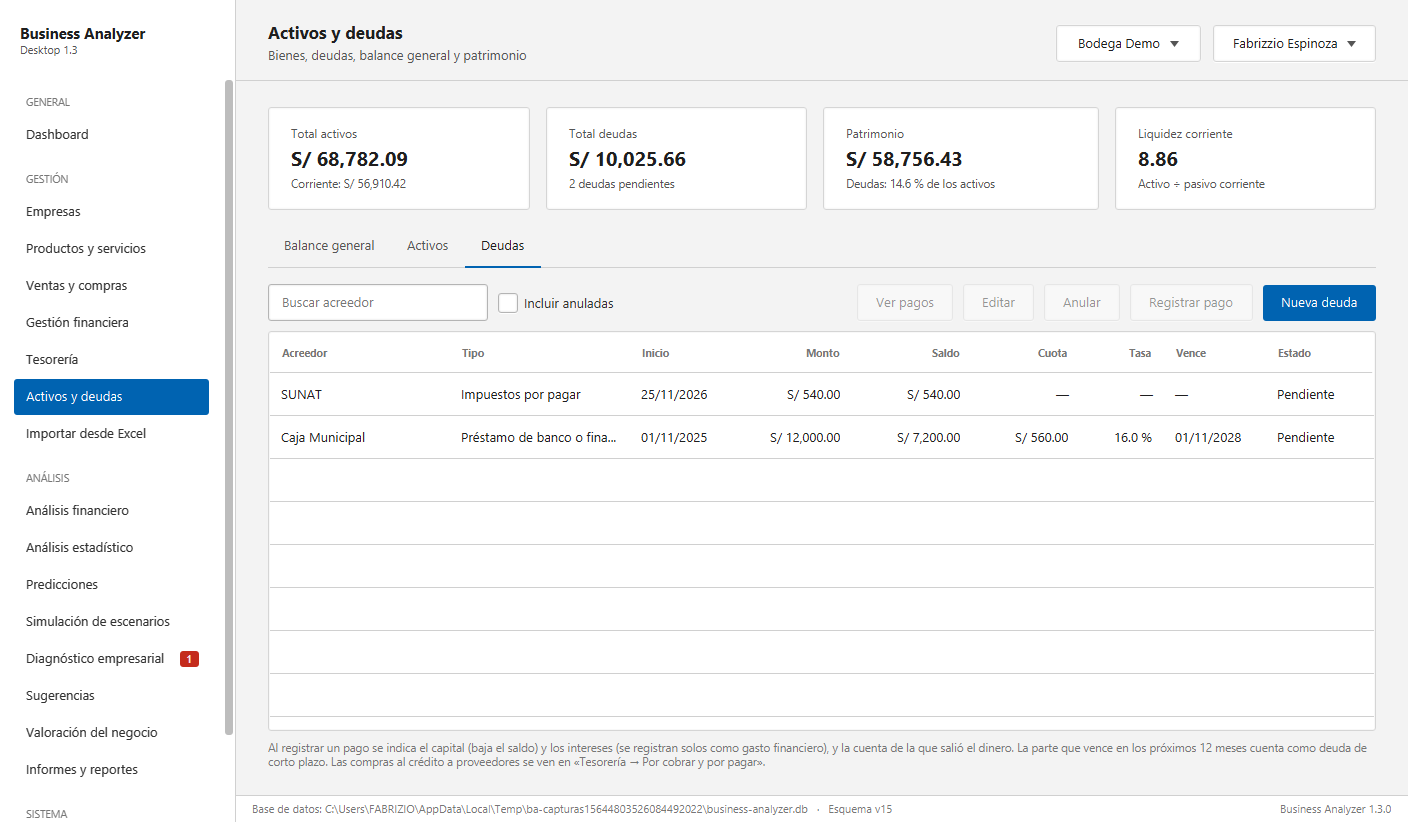 Business Analyzer
Desktop 1.3
GENERAL
Dashboard
GESTIÓN
Empresas
Productos y servicios
Ventas y compras
Gestión financiera
Tesorería
Activos y deudas
Importar desde Excel
ANÁLISIS
Análisis financiero
Análisis estadístico
Predicciones
Simulación de escenarios
Diagnóstico empresarial 1
Sugerencias
Valoración del negocio
Informes y reportes
SISTEMA
Activos y deudas
Bienes, deudas, balance general y patrimonio
Bodega Demo
Fabrizzio Espinoza
Total activos
S/ 68,782.09
Corriente: S/ 56,910.42
Total deudas
S/ 10,025.66
2 deudas pendientes
Patrimonio
S/ 58,756.43
Deudas: 14.6 % de los activos
Liquidez corriente
8.86
Activo ÷ pasivo corriente
Balance general Activos Deudas
Buscar acreedor Incluir anuladas Ver pagos Editar Anular Registrar pago Nueva deuda
Acreedor Tipo Inicio Monto Saldo Cuota Tasa Vence Estado
SUNAT Impuestos por pagar 25/11/2026 S/ 540.00 S/ 540.00 — — — Pendiente
Caja Municipal Préstamo de banco o fina... 01/11/2025 S/ 12,000.00 S/ 7,200.00 S/ 560.00 16.0 % 01/11/2028 Pendiente
Al registrar un pago se indica el capital (baja el saldo) y los intereses (se registran solos como gasto financiero), y la cuenta de la que salió el dinero. La parte que vence en los próximos 12 meses cuenta como deuda de
corto plazo. Las compras al crédito a proveedores se ven en «Tesorería → Por cobrar y por pagar».
Base de datos: C:\Users\FABRIZIO\AppData\Local\Temp\ba-capturas15644803526084492022\business-analyzer.db · Esquema v15
Business Analyzer 1.3.0